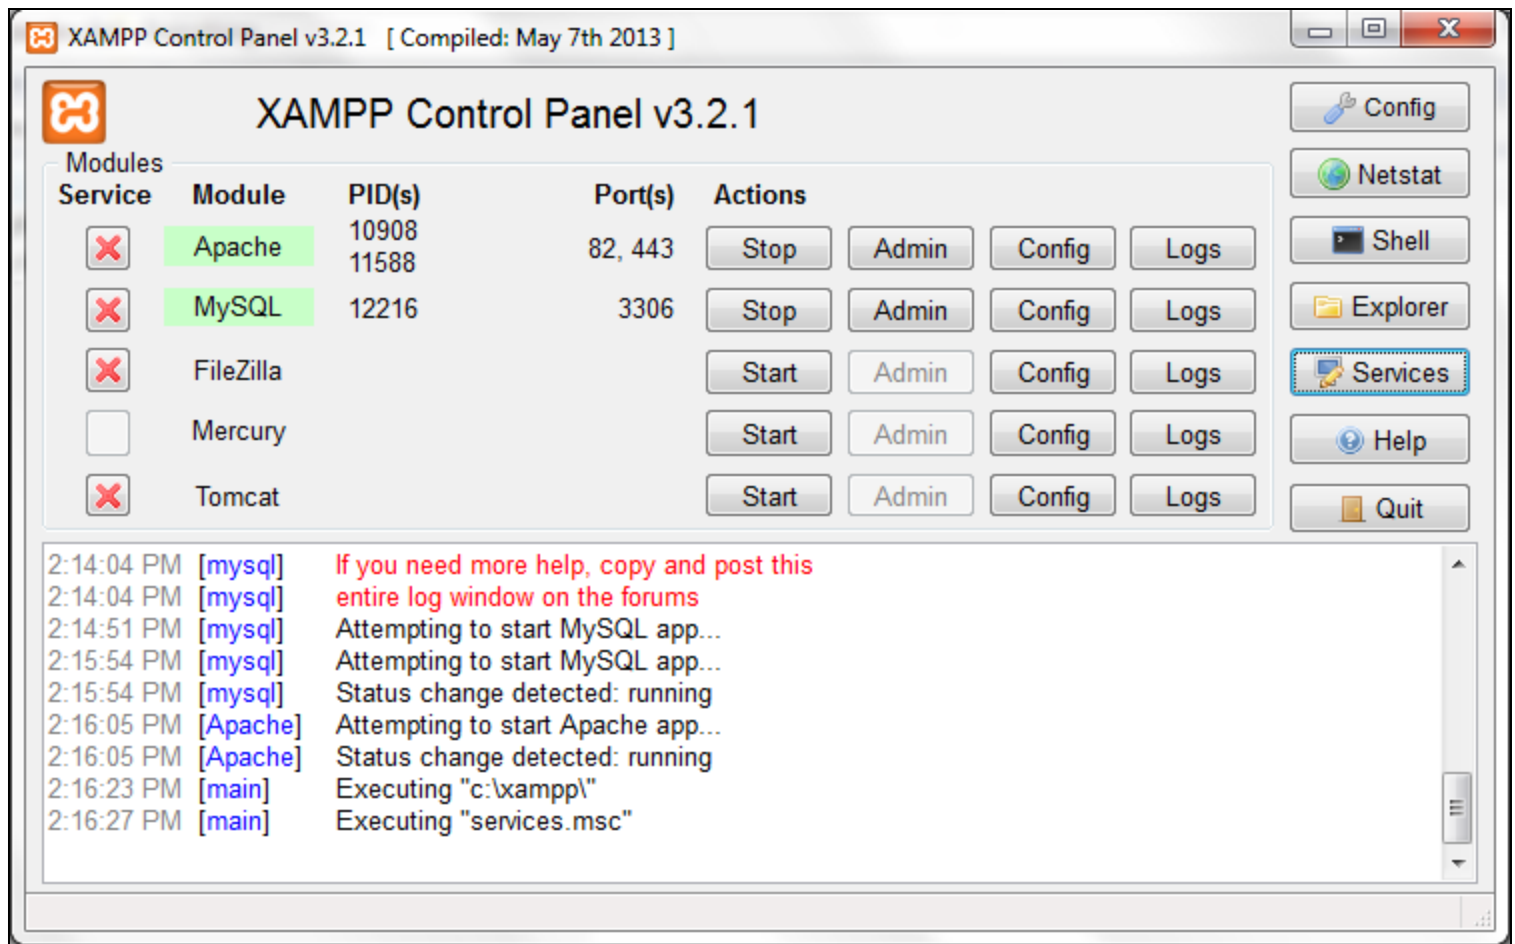 XAMPP Control Panel v3.2.1 [ Compiled: May 7th 2013 ]
XAMPP Control Panel v3.2.1
Config
Netstat
Shell
Explorer
Services
Help
Quit
Modules
Service Module PID(s) Port(s) Actions
Apache 10908 82, 443 Stop Admin Config Logs
11588
MySQL 12216 3306 Stop Admin Config Logs
FileZilla Start Admin Config Logs
Mercury Start Admin Config Logs
Tomcat Start Admin Config Logs
2:14:04 PM [mysql] If you need more help, copy and post this
2:14:04 PM [mysql] entire log window on the forums
2:14:51 PM [mysql] Attempting to start MySQL app...
2:15:54 PM [mysql] Attempting to start MySQL app...
2:15:54 PM [mysql] Status change detected: running
2:16:05 PM [Apache] Attempting to start Apache app...
2:16:05 PM [Apache] Status change detected: running
2:16:23 PM [main] Executing "c:\xampp\"
2:16:27 PM [main] Executing "services.msc"